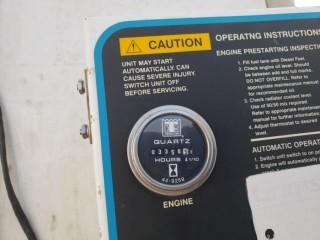 CAUTION
UNIT MAY START
AUTOMATICALLY CAN
CAUSE SEVERE INJURY
SWITCH UNIT OFF
BEFORE SERVICING.
OPERATNG INSTRUCTIONS
ENGINE PRESTARTING INSPECTI
1. Fill fuel tank with Diesel Fuel.
2. Check engine oil level. Should
be between add and full marks.
DO NOT OVERFILL. Refer to
appropriate maintenance manual
for recommended oil.
3. Check radiator coolant level.
Use of 50/50 mix required.
Refer to appropriate maintenance
manual for further information.
4. Adjust thermostat to desired
level.
AUTOMATIC OPERAT
1. Switch unit switch to on p
2. Engine will automatically
QUARTZ
HOURS 1/10
ENGINE